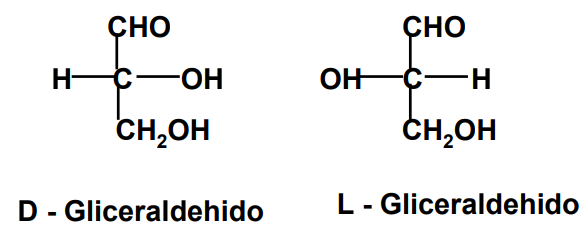 CHO CHO
H C OH OH C H
CH₂OH CH₂OH
D - Gliceraldehido L - Gliceraldehido